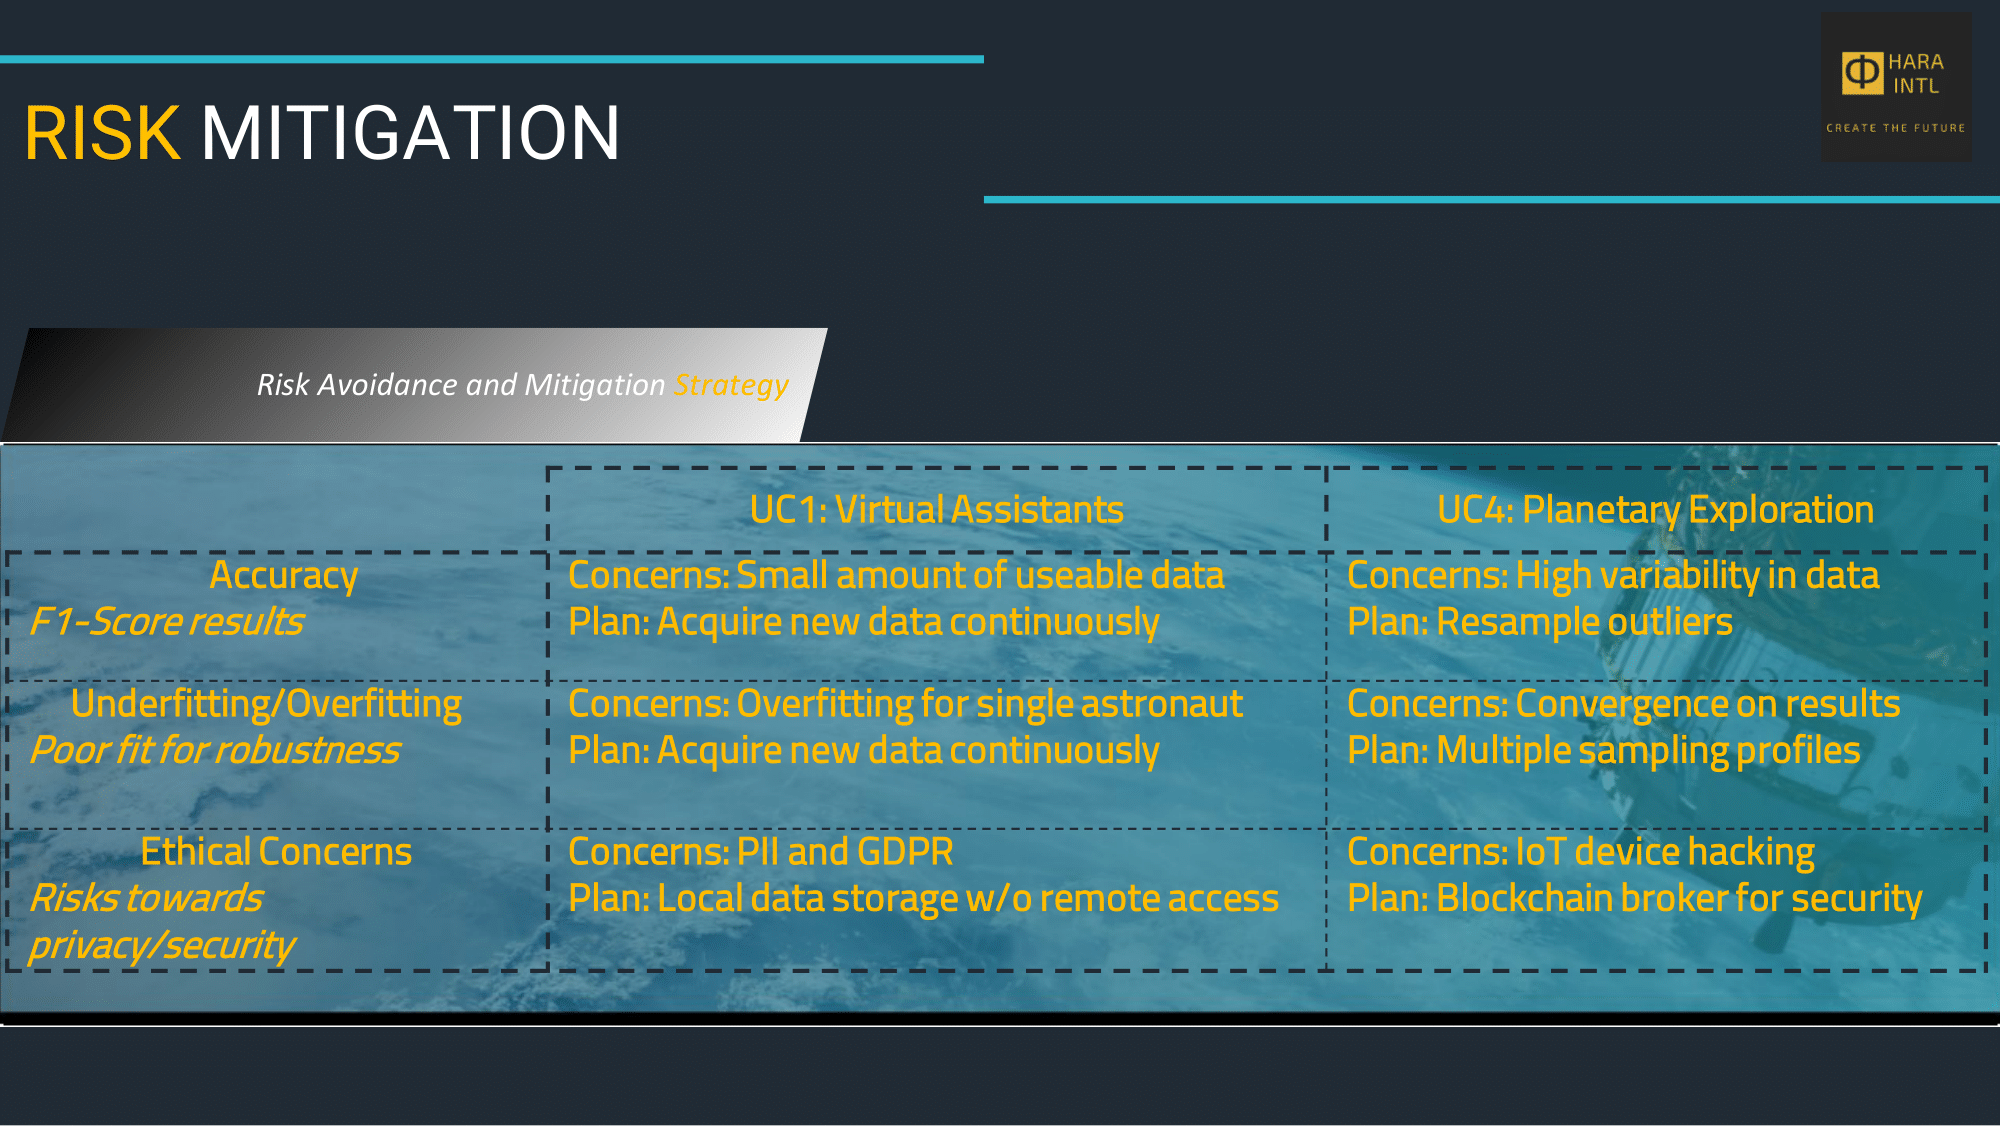 RISK MITIGATION
Φ HARA
INTL
CREATE THE FUTURE
Risk Avoidance and Mitigation Strategy
UC1: Virtual Assistants
UC4: Planetary Exploration
Accuracy
F1-Score results
Concerns: Small amount of useable data
Plan: Acquire new data continuously
Concerns: High variability in data
Plan: Resample outliers
Underfitting/Overfitting
Poor fit for robustness
Concerns: Overfitting for single astronaut
Plan: Acquire new data continuously
Concerns: Convergence on results
Plan: Multiple sampling profiles
Ethical Concerns
Risks towards
privacy/security
Concerns: PII and GDPR
Plan: Local data storage w/o remote access
Concerns: IoT device hacking
Plan: Blockchain broker for security